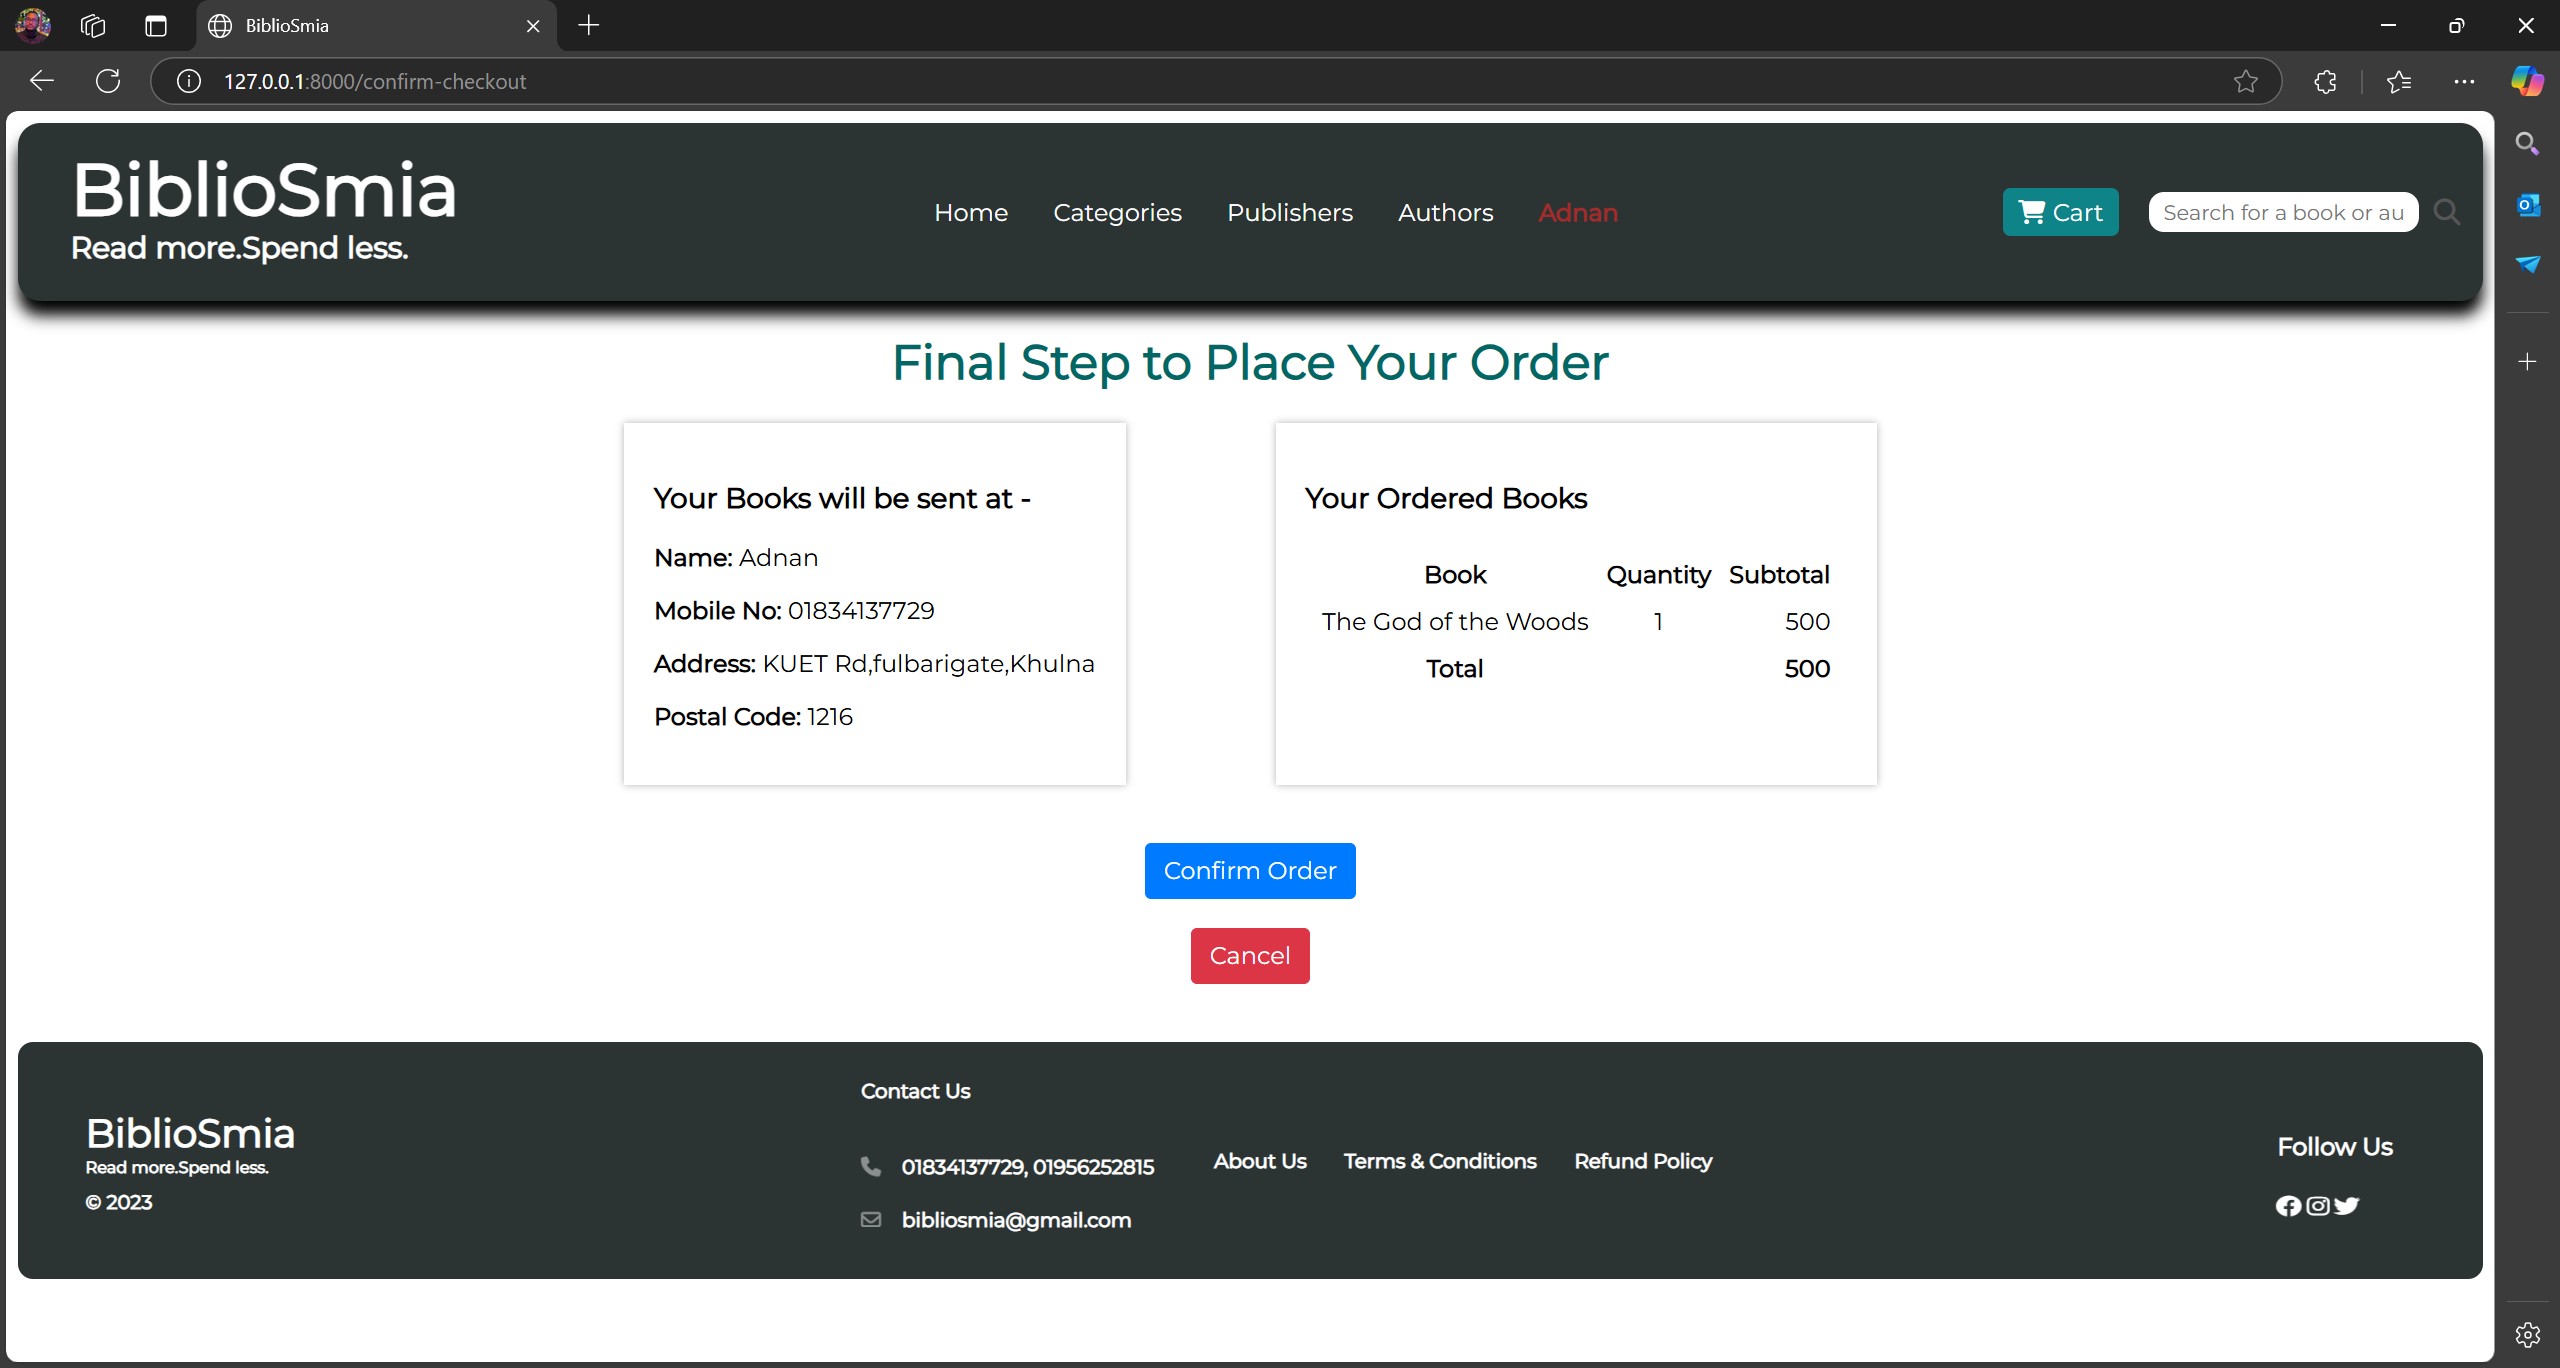 BiblioSmia
127.0.0.1:8000/confirm-checkout
BiblioSmia
Read more.Spend less.
Home Categories Publishers Authors Adnan
Cart
Search for a book or au
Final Step to Place Your Order
Your Books will be sent at -
Name: Adnan
Mobile No: 01834137729
Address: KUET Rd,fulbarigate,Khulna
Postal Code: 1216
Your Ordered Books
Book Quantity Subtotal
The God of the Woods 1 500
Total 500
Confirm Order
Cancel
BiblioSmia
Read more.Spend less.
© 2023
Contact Us
01834137729, 01956252815
bibliosmia@gmail.com
About Us Terms & Conditions Refund Policy
Follow Us